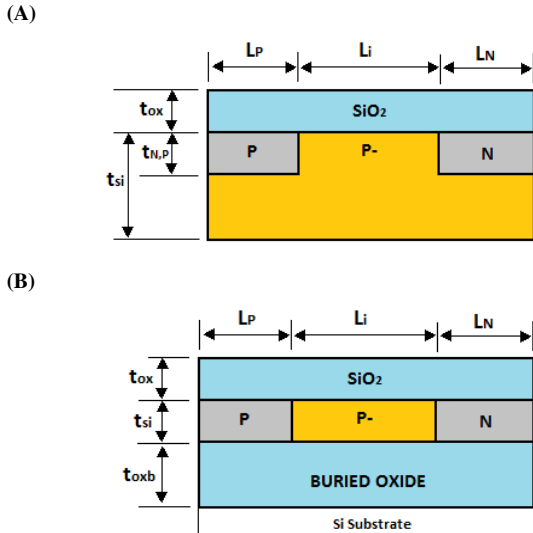 (A)
LP Li LN
tox
SiO2
tN,P
P P- N
tsi
(B)
LP Li LN
tox
SiO2
tsi
P P- N
toxb
BURIED OXIDE
Si Substrate